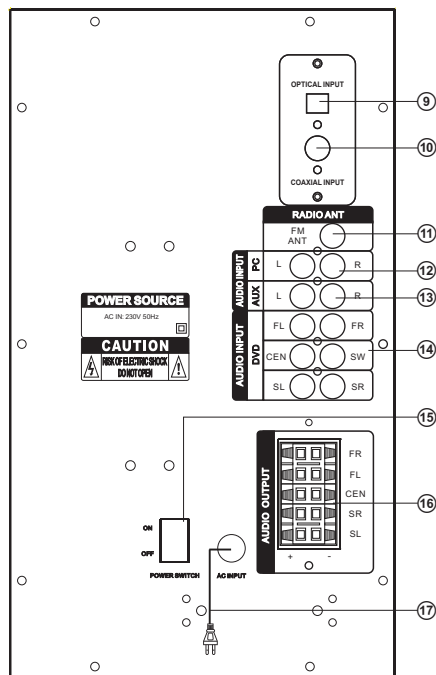 OPTICAL INPUT
9
10
COAXIAL INPUT
RADIO ANT
FM
ANT
11
AUDIO INPUT
PC
L
R
12
AUX
L
R
13
AUDIO INPUT
DVD
FL
FR
CEN
SW
14
SL
SR
POWER SOURCE
AC IN: 230V 50Hz
CAUTION
RISK OF ELECTRIC SHOCK
DO NOT OPEN
15
AUDIO OUTPUT
FR
FL
CEN
SR
SL
16
+
-
ON
OFF
POWER SWITCH
AC INPUT
17